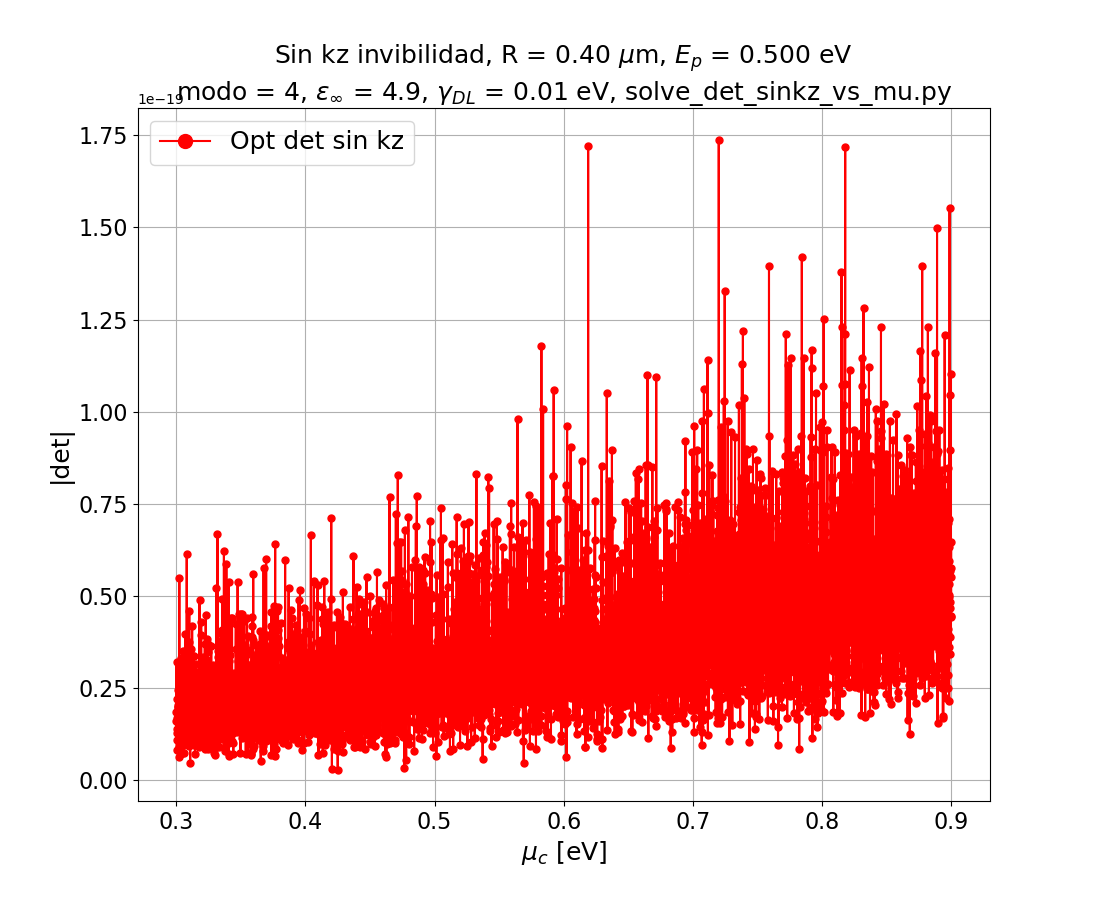 Sin kz invibilidad, R = 0.40 μm, E_p = 0.500 eV
modo = 4, ε_∞ = 4.9, γ_DL = 0.01 eV, solve_det_sinkz_vs_mu.py
1e−19
Opt det sin kz
1.75
1.50
1.25
1.00
0.75
0.50
0.25
0.00
|det|
0.3 0.4 0.5 0.6 0.7 0.8 0.9
μ_c [eV]